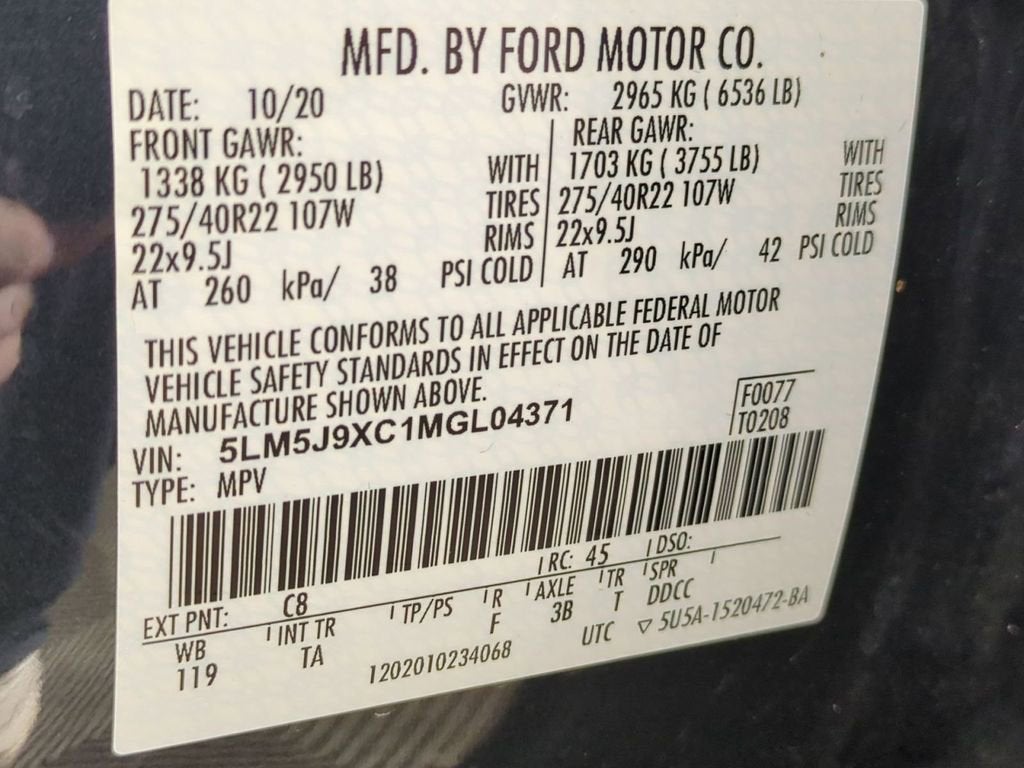 MFD. BY FORD MOTOR CO.
DATE: 10/20 GVWR: 2965 KG ( 6536 LB)
FRONT GAWR: REAR GAWR:
1338 KG ( 2950 LB) WITH 1703 KG ( 3755 LB) WITH
275/40R22 107W TIRES 275/40R22 107W TIRES
22x9.5J RIMS 22x9.5J RIMS
AT 260 kPa/ 38 PSI COLD AT 290 kPa/ 42 PSI COLD
THIS VEHICLE CONFORMS TO ALL APPLICABLE FEDERAL MOTOR
VEHICLE SAFETY STANDARDS IN EFFECT ON THE DATE OF
MANUFACTURE SHOWN ABOVE.
F0077
VIN: 5LM5J9XC1MGL04371 T0208
TYPE: MPV
EXT PNT: C8 RC: 45 DSO:
WB INT TR TP/PS R AXLE TR SPR
119 TA F 3B T DDCC
1202010234068 UTC ▽ 5U5A-1520472-BA